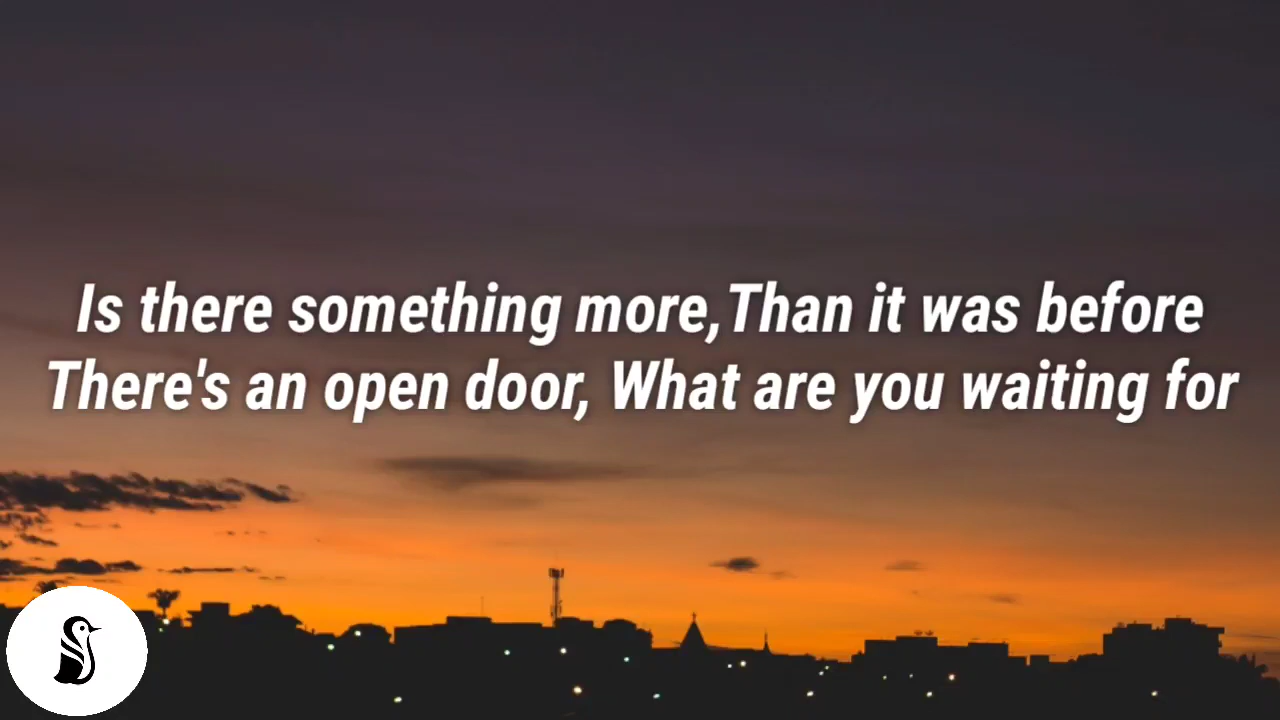 Is there something more,Than it was before
There's an open door, What are you waiting for